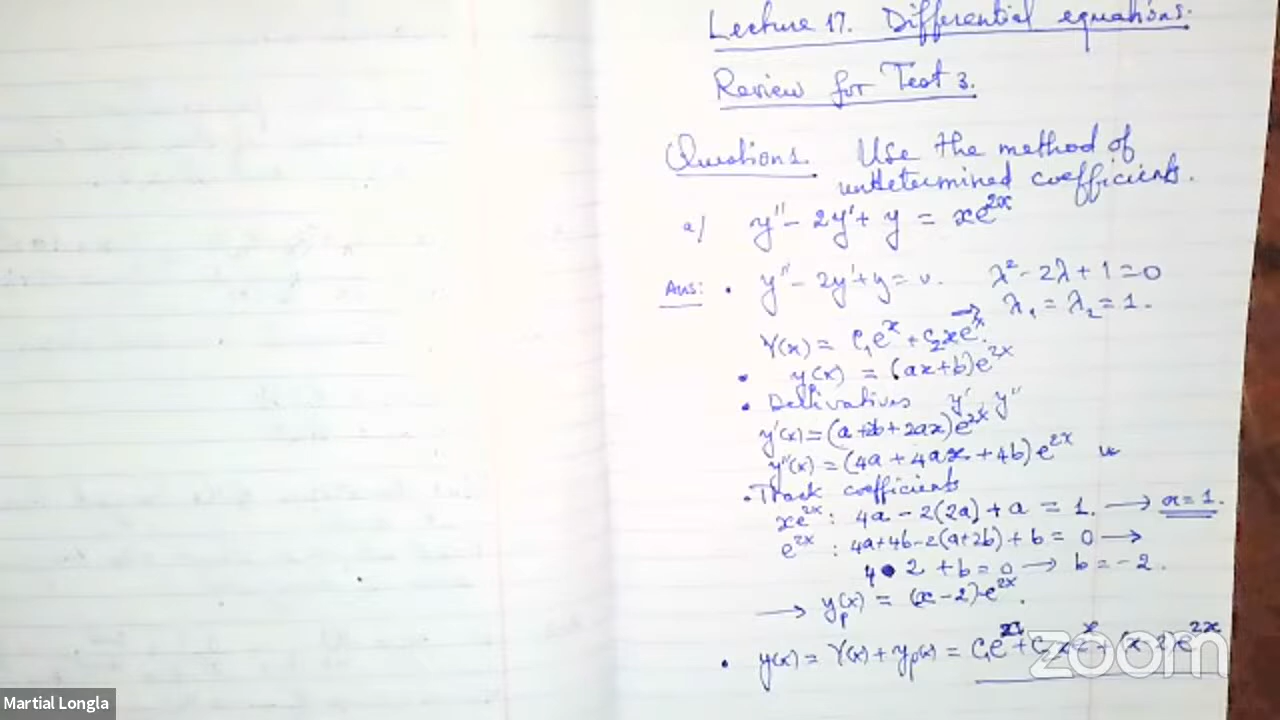 Lecture 17. Differential equations.
Review for Test 3.
Questions1. Use the method of
undetermined coefficients.
a/ y'' - 2y' + y = xe^{2x}
Ans: • y'' - 2y' + y = 0. λ² - 2λ + 1 = 0
→ λ₁ = λ₂ = 1.
Y(x) = C₁e^x + C₂xe^x.
• y(x) = (ax+b)e^{2x}
• Derivatives y', y''
y'(x) = (a+2b+2ax)e^{2x}
y''(x) = (4a + 4ax + 4b)e^{2x}
• Track coefficients
xe^{2x} : 4a - 2(2a) + a = 1. → a = 1.
e^{2x} : 4a+4b-2(a+2b) + b = 0 →
2 + b = 0 → b = -2.
→ y_p(x) = (x-2)·e^{2x}.
• y(x) = Y(x) + y_p(x) = C₁e^x + C₂xe^x + (x-2)e^{2x}
zoom
Martial Longla